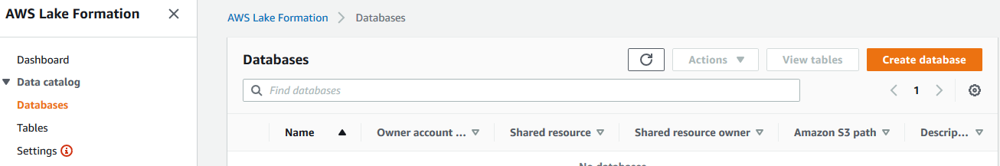 AWS Lake Formation
Dashboard
Data catalog
Databases
Tables
Settings
AWS Lake Formation Databases
Databases Actions View tables Create database
Find databases 1
Name Owner account ... Shared resource Shared resource owner Amazon S3 path Descrip...
No databases